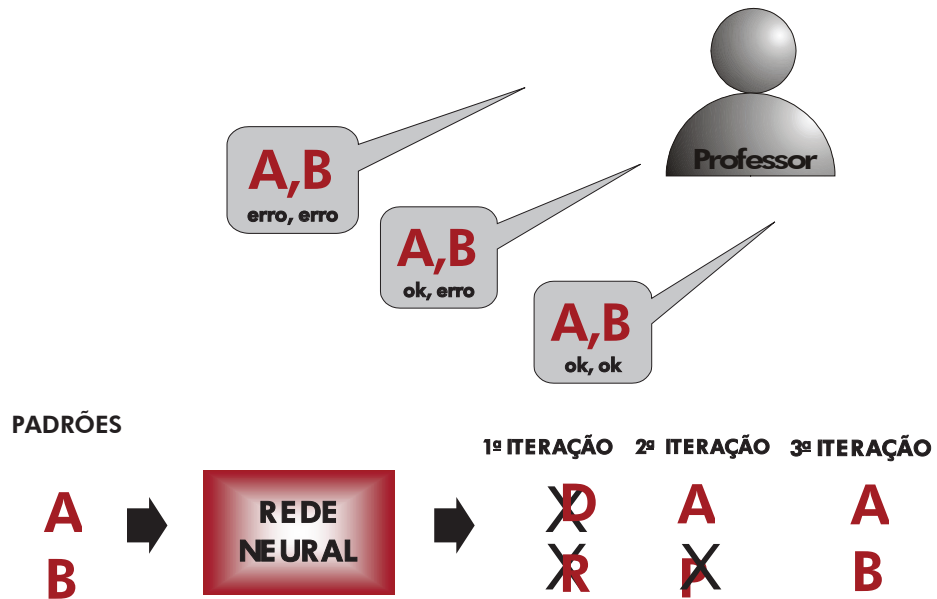 Professor
A,B
erro, erro
A,B
ok, erro
A,B
ok, ok
PADRÕES
1ª ITERAÇÃO 2ª ITERAÇÃO 3ª ITERAÇÃO
A
B
REDE
NEURAL
X D A A
X R P X B